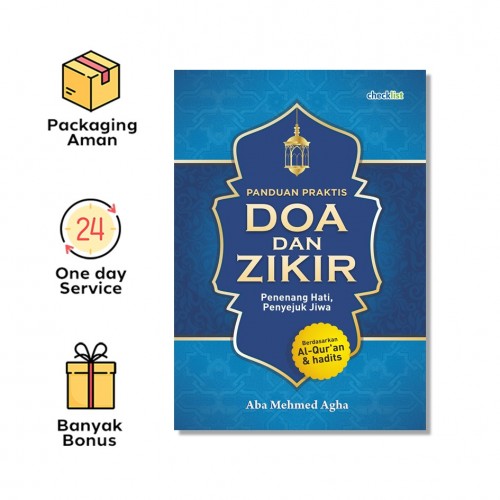 Packaging
Aman
24
One day
Service
Banyak
Bonus
checklist
PANDUAN PRAKTIS
DOA
DAN
ZIKIR
Penenang Hati,
Penyejuk Jiwa
Berdasarkan
Al-Qur'an
& hadits
Aba Mehmed Agha